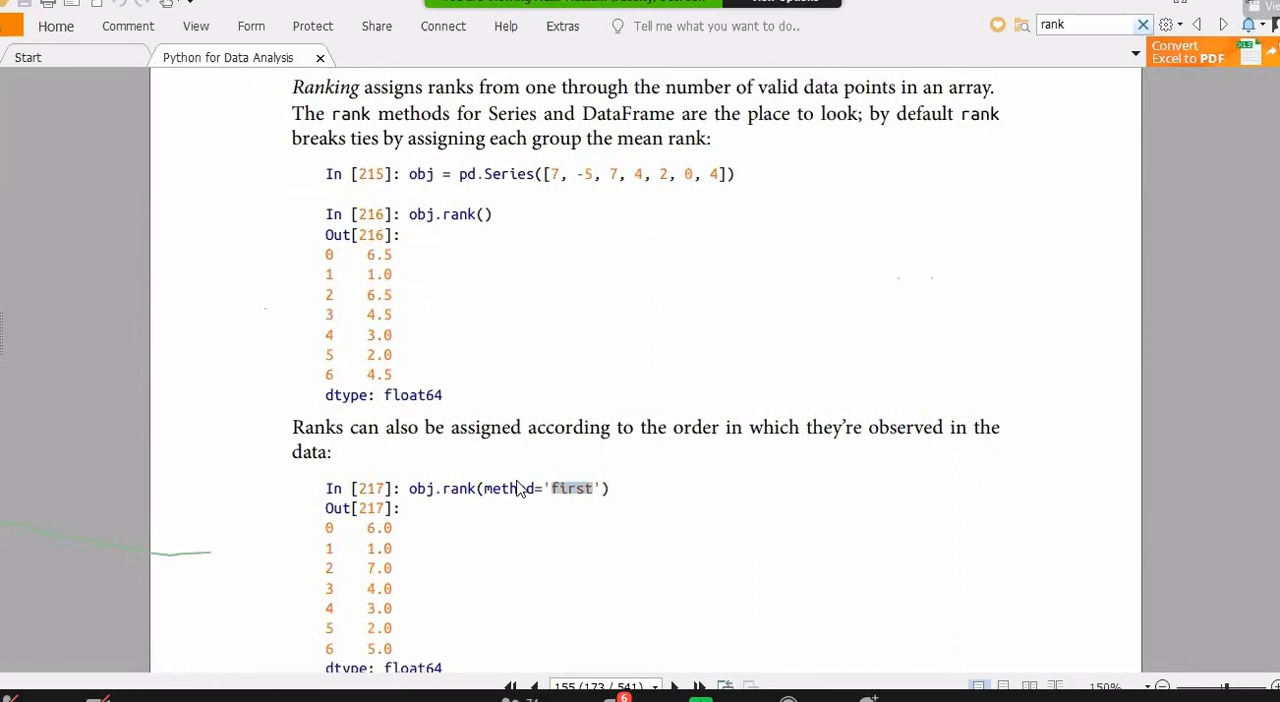 Home Comment View Form Protect Share Connect Help Extras Tell me what you want to do.. rank
Start Python for Data Analysis × Convert
Excel to PDF XLS
Ranking assigns ranks from one through the number of valid data points in an array.
The rank methods for Series and DataFrame are the place to look; by default rank
breaks ties by assigning each group the mean rank:
In [215]: obj = pd.Series([7, -5, 7, 4, 2, 0, 4])
In [216]: obj.rank()
Out[216]:
0 6.5
1 1.0
2 6.5
3 4.5
4 3.0
5 2.0
6 4.5
dtype: float64
Ranks can also be assigned according to the order in which they're observed in the
data:
In [217]: obj.rank(method='first')
Out[217]:
0 6.0
1 1.0
2 7.0
3 4.0
4 3.0
5 2.0
6 5.0
dtype: float64
155 (173 / 541) 150%
6